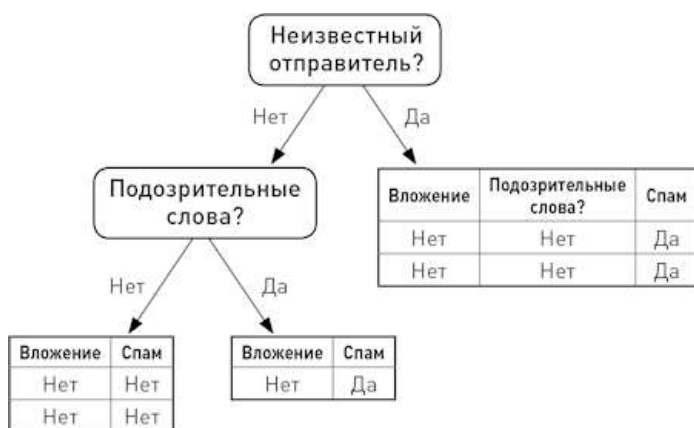 Неизвестный
отправитель?
Нет Да
Подозрительные
слова?
Вложение Подозрительные слова? Спам
Нет Нет Да
Нет Нет Да
Нет Да
Вложение Спам
Нет Нет
Нет Нет
Вложение Спам
Нет Да